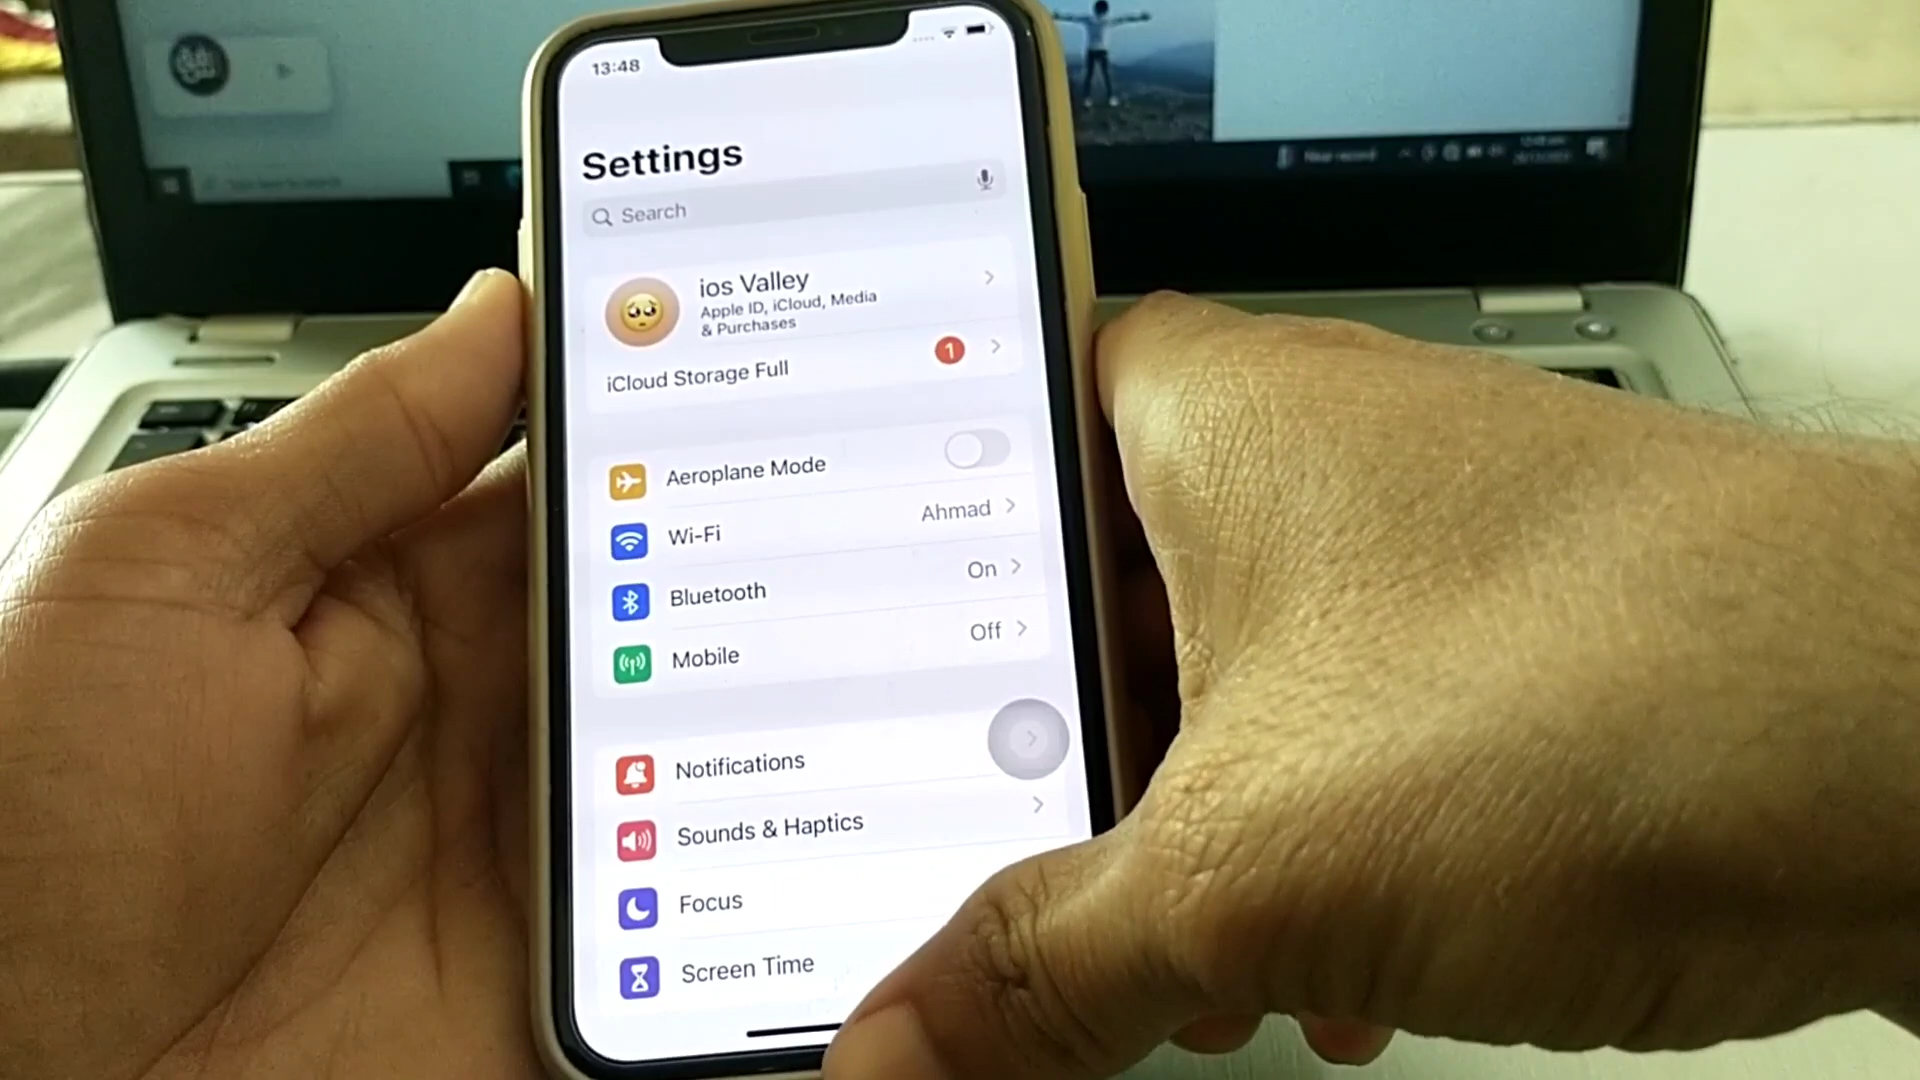 13:48
Settings
Search
ios Valley
Apple ID, iCloud, Media
& Purchases
iCloud Storage Full
1
Aeroplane Mode
Wi-Fi
Ahmad
Bluetooth
On
Mobile
Off
Notifications
Sounds & Haptics
Focus
Screen Time